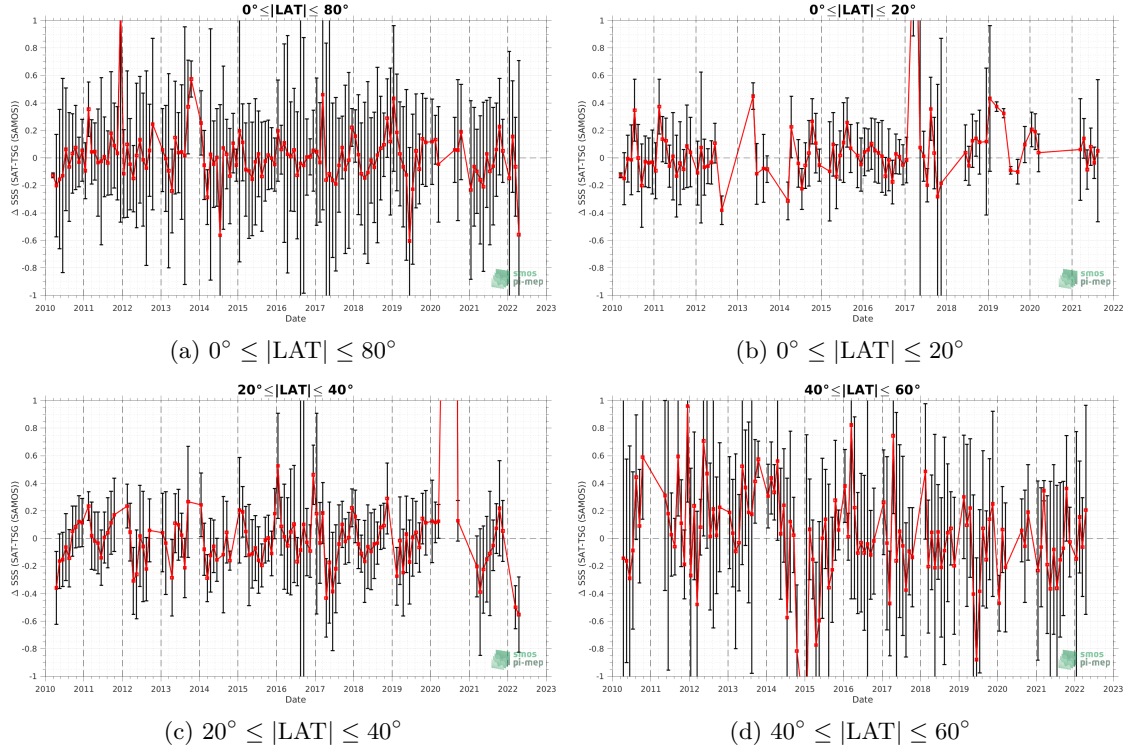 0°≤|LAT|≤ 80°
Δ SSS (SAT-TSG (SAMOS))
1
0.8
0.6
0.4
0.2
0
-0.2
-0.4
-0.6
-0.8
-1
2010 2011 2012 2013 2014 2015 2016 2017 2018 2019 2020 2021 2022 2023
Date
smos
pi-mep
(a) 0° ≤ |LAT| ≤ 80°
0°≤|LAT|≤ 20°
Δ SSS (SAT-TSG (SAMOS))
1
0.8
0.6
0.4
0.2
0
-0.2
-0.4
-0.6
-0.8
-1
2010 2011 2012 2013 2014 2015 2016 2017 2018 2019 2020 2021 2022
Date
smos
pi-mep
(b) 0° ≤ |LAT| ≤ 20°
20°≤|LAT|≤ 40°
Δ SSS (SAT-TSG (SAMOS))
1
0.8
0.6
0.4
0.2
0
-0.2
-0.4
-0.6
-0.8
-1
2010 2011 2012 2013 2014 2015 2016 2017 2018 2019 2020 2021 2022 2023
Date
smos
pi-mep
(c) 20° ≤ |LAT| ≤ 40°
40°≤|LAT|≤ 60°
Δ SSS (SAT-TSG (SAMOS))
1
0.8
0.6
0.4
0.2
0
-0.2
-0.4
-0.6
-0.8
-1
2010 2011 2012 2013 2014 2015 2016 2017 2018 2019 2020 2021 2022 2023
Date
smos
pi-mep
(d) 40° ≤ |LAT| ≤ 60°